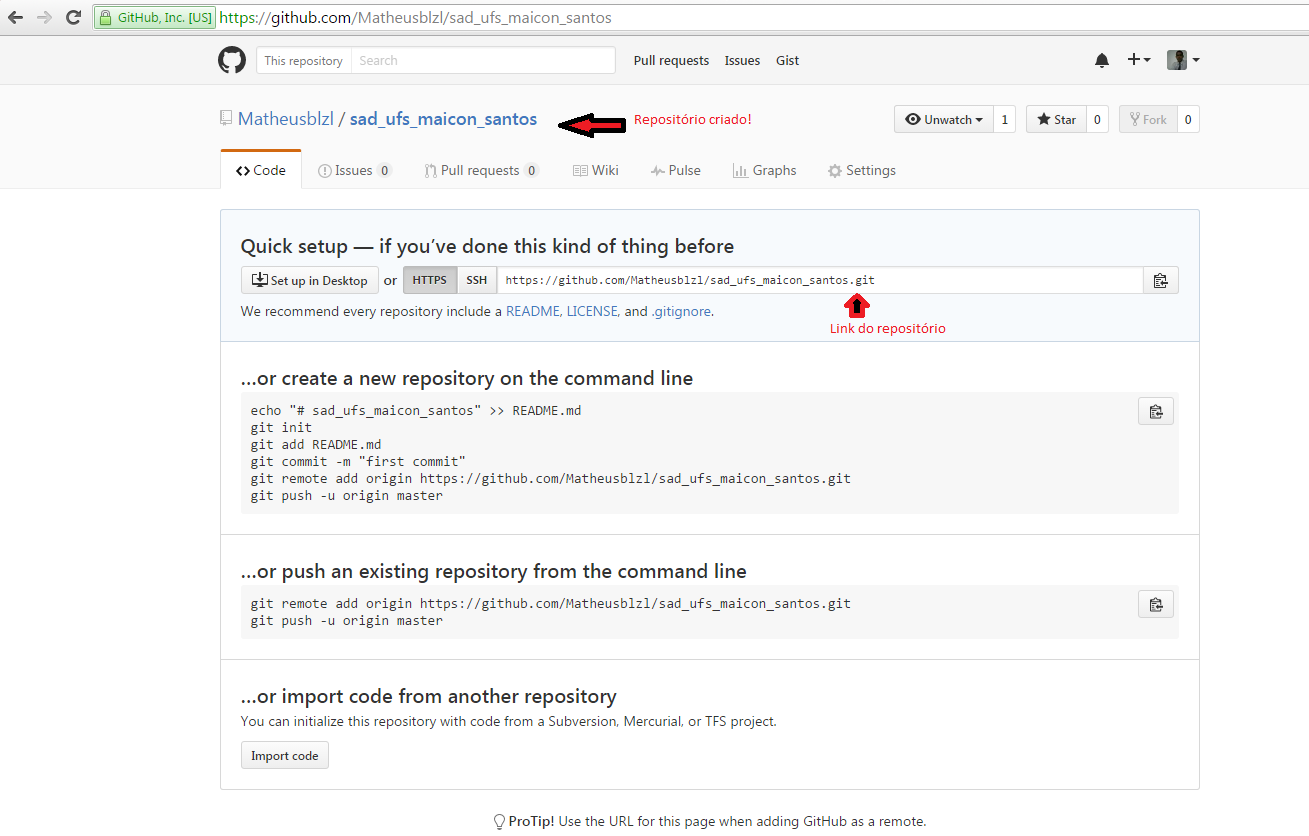 GitHub, Inc. [US] https://github.com/Matheusblzl/sad_ufs_maicon_santos
This repository Search Pull requests Issues Gist
Matheusblzl / sad_ufs_maicon_santos Repositório criado! Unwatch 1 Star 0 Fork 0
Code Issues 0 Pull requests 0 Wiki Pulse Graphs Settings
Quick setup — if you’ve done this kind of thing before
Set up in Desktop or HTTPS SSH https://github.com/Matheusblzl/sad_ufs_maicon_santos.git
We recommend every repository include a README, LICENSE, and .gitignore.
Link do repositório
…or create a new repository on the command line
echo "# sad_ufs_maicon_santos" >> README.md
git init
git add README.md
git commit -m "first commit"
git remote add origin https://github.com/Matheusblzl/sad_ufs_maicon_santos.git
git push -u origin master
…or push an existing repository from the command line
git remote add origin https://github.com/Matheusblzl/sad_ufs_maicon_santos.git
git push -u origin master
…or import code from another repository
You can initialize this repository with code from a Subversion, Mercurial, or TFS project.
Import code
ProTip! Use the URL for this page when adding GitHub as a remote.